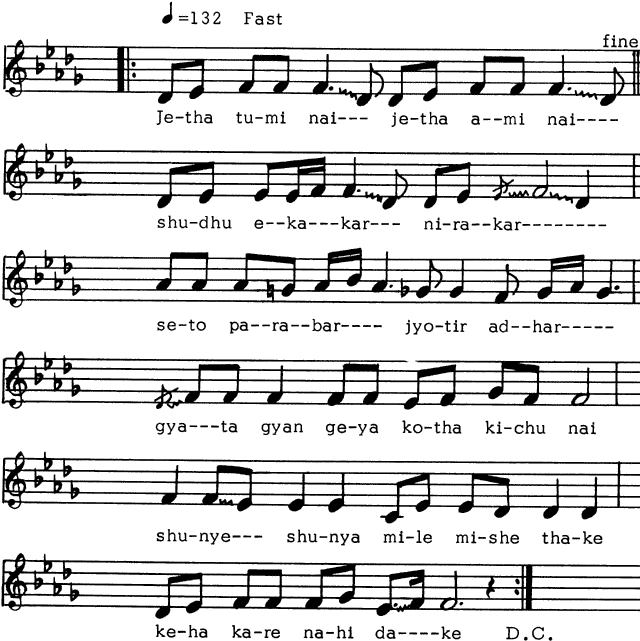 ♩=132 Fast
fine
Je-tha tu-mi nai--- je-tha a--mi nai----
shu-dhu e--ka---kar--- ni-ra--kar--------
se-to pa--ra--bar---- jyo-tir ad--har-----
gya---ta gyan ge-ya ko-tha ki-chu nai
shu-nye--- shu-nya mi-le mi-she tha-ke
ke-ha ka-re na-hi da----ke D.C.